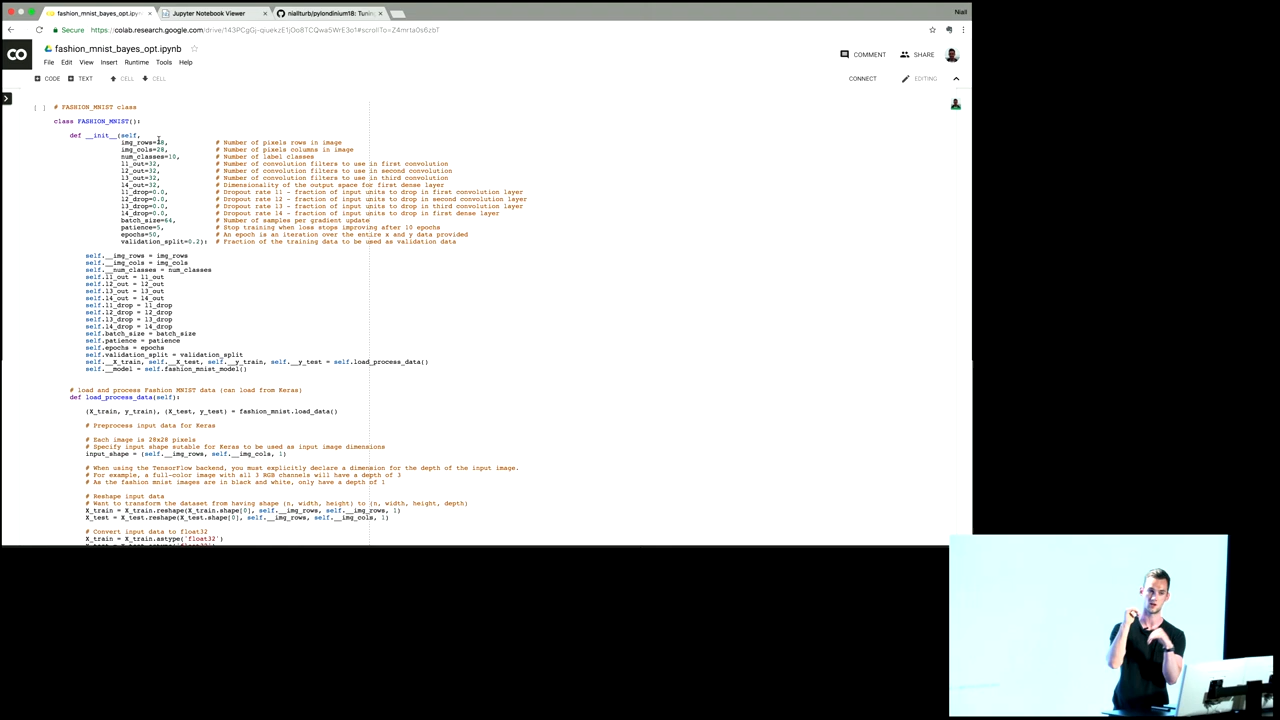 fashion_mnist_bayes_opt.ipynb
Jupyter Notebook Viewer
niallturb/pylondinium18: Tunin
Niall
Secure
fashion_mnist_bayes_opt.ipynb
COMMENT
SHARE
File Edit View Insert Runtime Tools Help
CODE TEXT CELL CELL
CONNECT
EDITING
[ ]
# FASHION_MNIST class
class FASHION_MNIST():
def __init__(self,
img_rows=28, # Number of pixels rows in image
img_cols=28, # Number of pixels columns in image
num_classes=10, # Number of label classes
l1_out=32, # Number of convolution filters to use in first convolution
l2_out=32, # Number of convolution filters to use in second convolution
l3_out=32, # Number of convolution filters to use in third convolution
l4_out=32, # Dimensionality of the output space for first dense layer
l1_drop=0.0, # Dropout rate l1 - fraction of input units to drop in first convolution layer
l2_drop=0.0, # Dropout rate l2 - fraction of input units to drop in second convolution layer
l3_drop=0.0, # Dropout rate l3 - fraction of input units to drop in third convolution layer
l4_drop=0.0, # Dropout rate l4 - fraction of input units to drop in first dense layer
batch_size=64, # Number of samples per gradient update
patience=5, # Stop training when loss stops improving after 10 epochs
epochs=50, # An epoch is an iteration over the entire x and y data provided
validation_split=0.2): # Fraction of the training data to be used as validation data
self.__img_rows = img_rows
self.__img_cols = img_cols
self.__num_classes = num_classes
self.l1_out = l1_out
self.l2_out = l2_out
self.l3_out = l3_out
self.l4_out = l4_out
self.l1_drop = l1_drop
self.l2_drop = l2_drop
self.l3_drop = l3_drop
self.l4_drop = l4_drop
self.batch_size = batch_size
self.patience = patience
self.epochs = epochs
self.validation_split = validation_split
self.__X_train, self.__X_test, self.__y_train, self.__y_test = self.load_process_data()
self.__model = self.fashion_mnist_model()
# load and process Fashion MNIST data (can load from Keras)
def load_process_data(self):
(X_train, y_train), (X_test, y_test) = fashion_mnist.load_data()
# Preprocess input data for Keras
# Each image is 28x28 pixels
# Specify input shape sutable for Keras to be used as input image dimensions
input_shape = (self.__img_rows, self.__img_cols, 1)
# When using the TensorFlow backend, you must explicitly declare a dimension for the depth of the input image.
# For example, a full-color image with all 3 RGB channels will have a depth of 3
# As the fashion mnist images are in black and white, only have a depth of 1
# Reshape input data
# Want to transform the dataset from having shape (n, width, height) to (n, width, height, depth)
X_train = X_train.reshape(X_train.shape[0], self.__img_rows, self.__img_rows, 1)
X_test = X_test.reshape(X_test.shape[0], self.__img_rows, self.__img_cols, 1)
# Convert input data to float32
X_train = X_train.astype('float32')